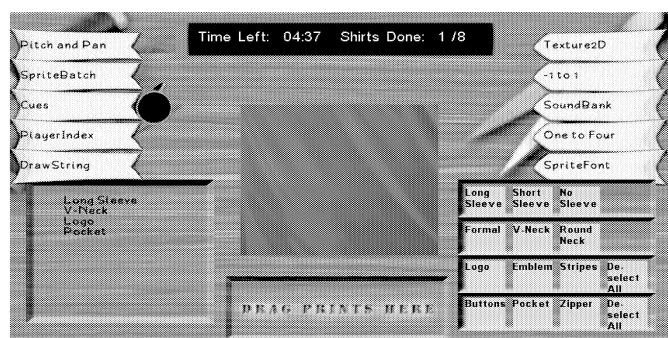 Time Left: 04:37 Shirts Done: 1 /8
Pitch and Pan
SpriteBatch
Cues
PlayerIndex
DrawString
Texture2D
-1 to 1
SoundBank
One to Four
SpriteFont
Long Sleeve
V-Neck
Logo
Pocket
DRAG PRINTS HERE
Long Sleeve
Short Sleeve
No Sleeve
Formal
V-Neck
Round Neck
Logo
Emblem
Stripes
De-select All
Buttons
Pocket
Zipper
De-select All